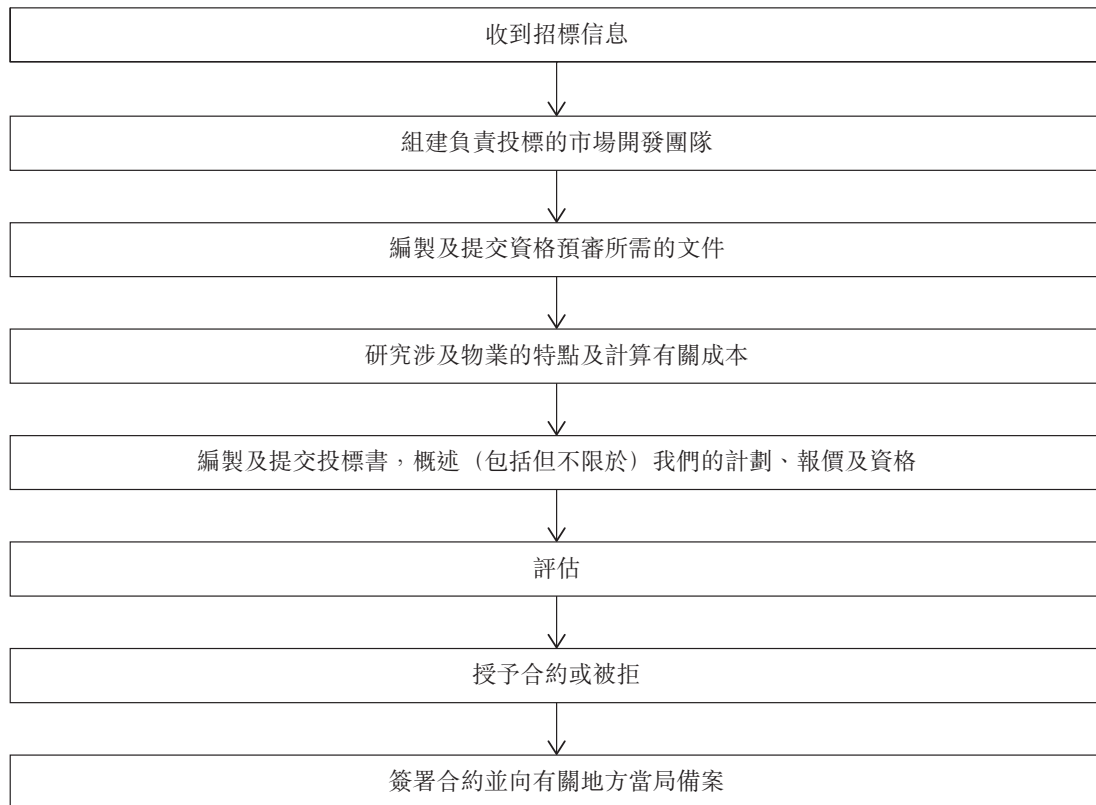 收到招標信息
組建負責投標的市場開發團隊
編製及提交資格預審所需的文件
研究涉及物業的特點及計算有關成本
編製及提交投標書，概述（包括但不限於）我們的計劃、報價及資格
評估
授予合約或被拒
簽署合約並向有關地方當局備案